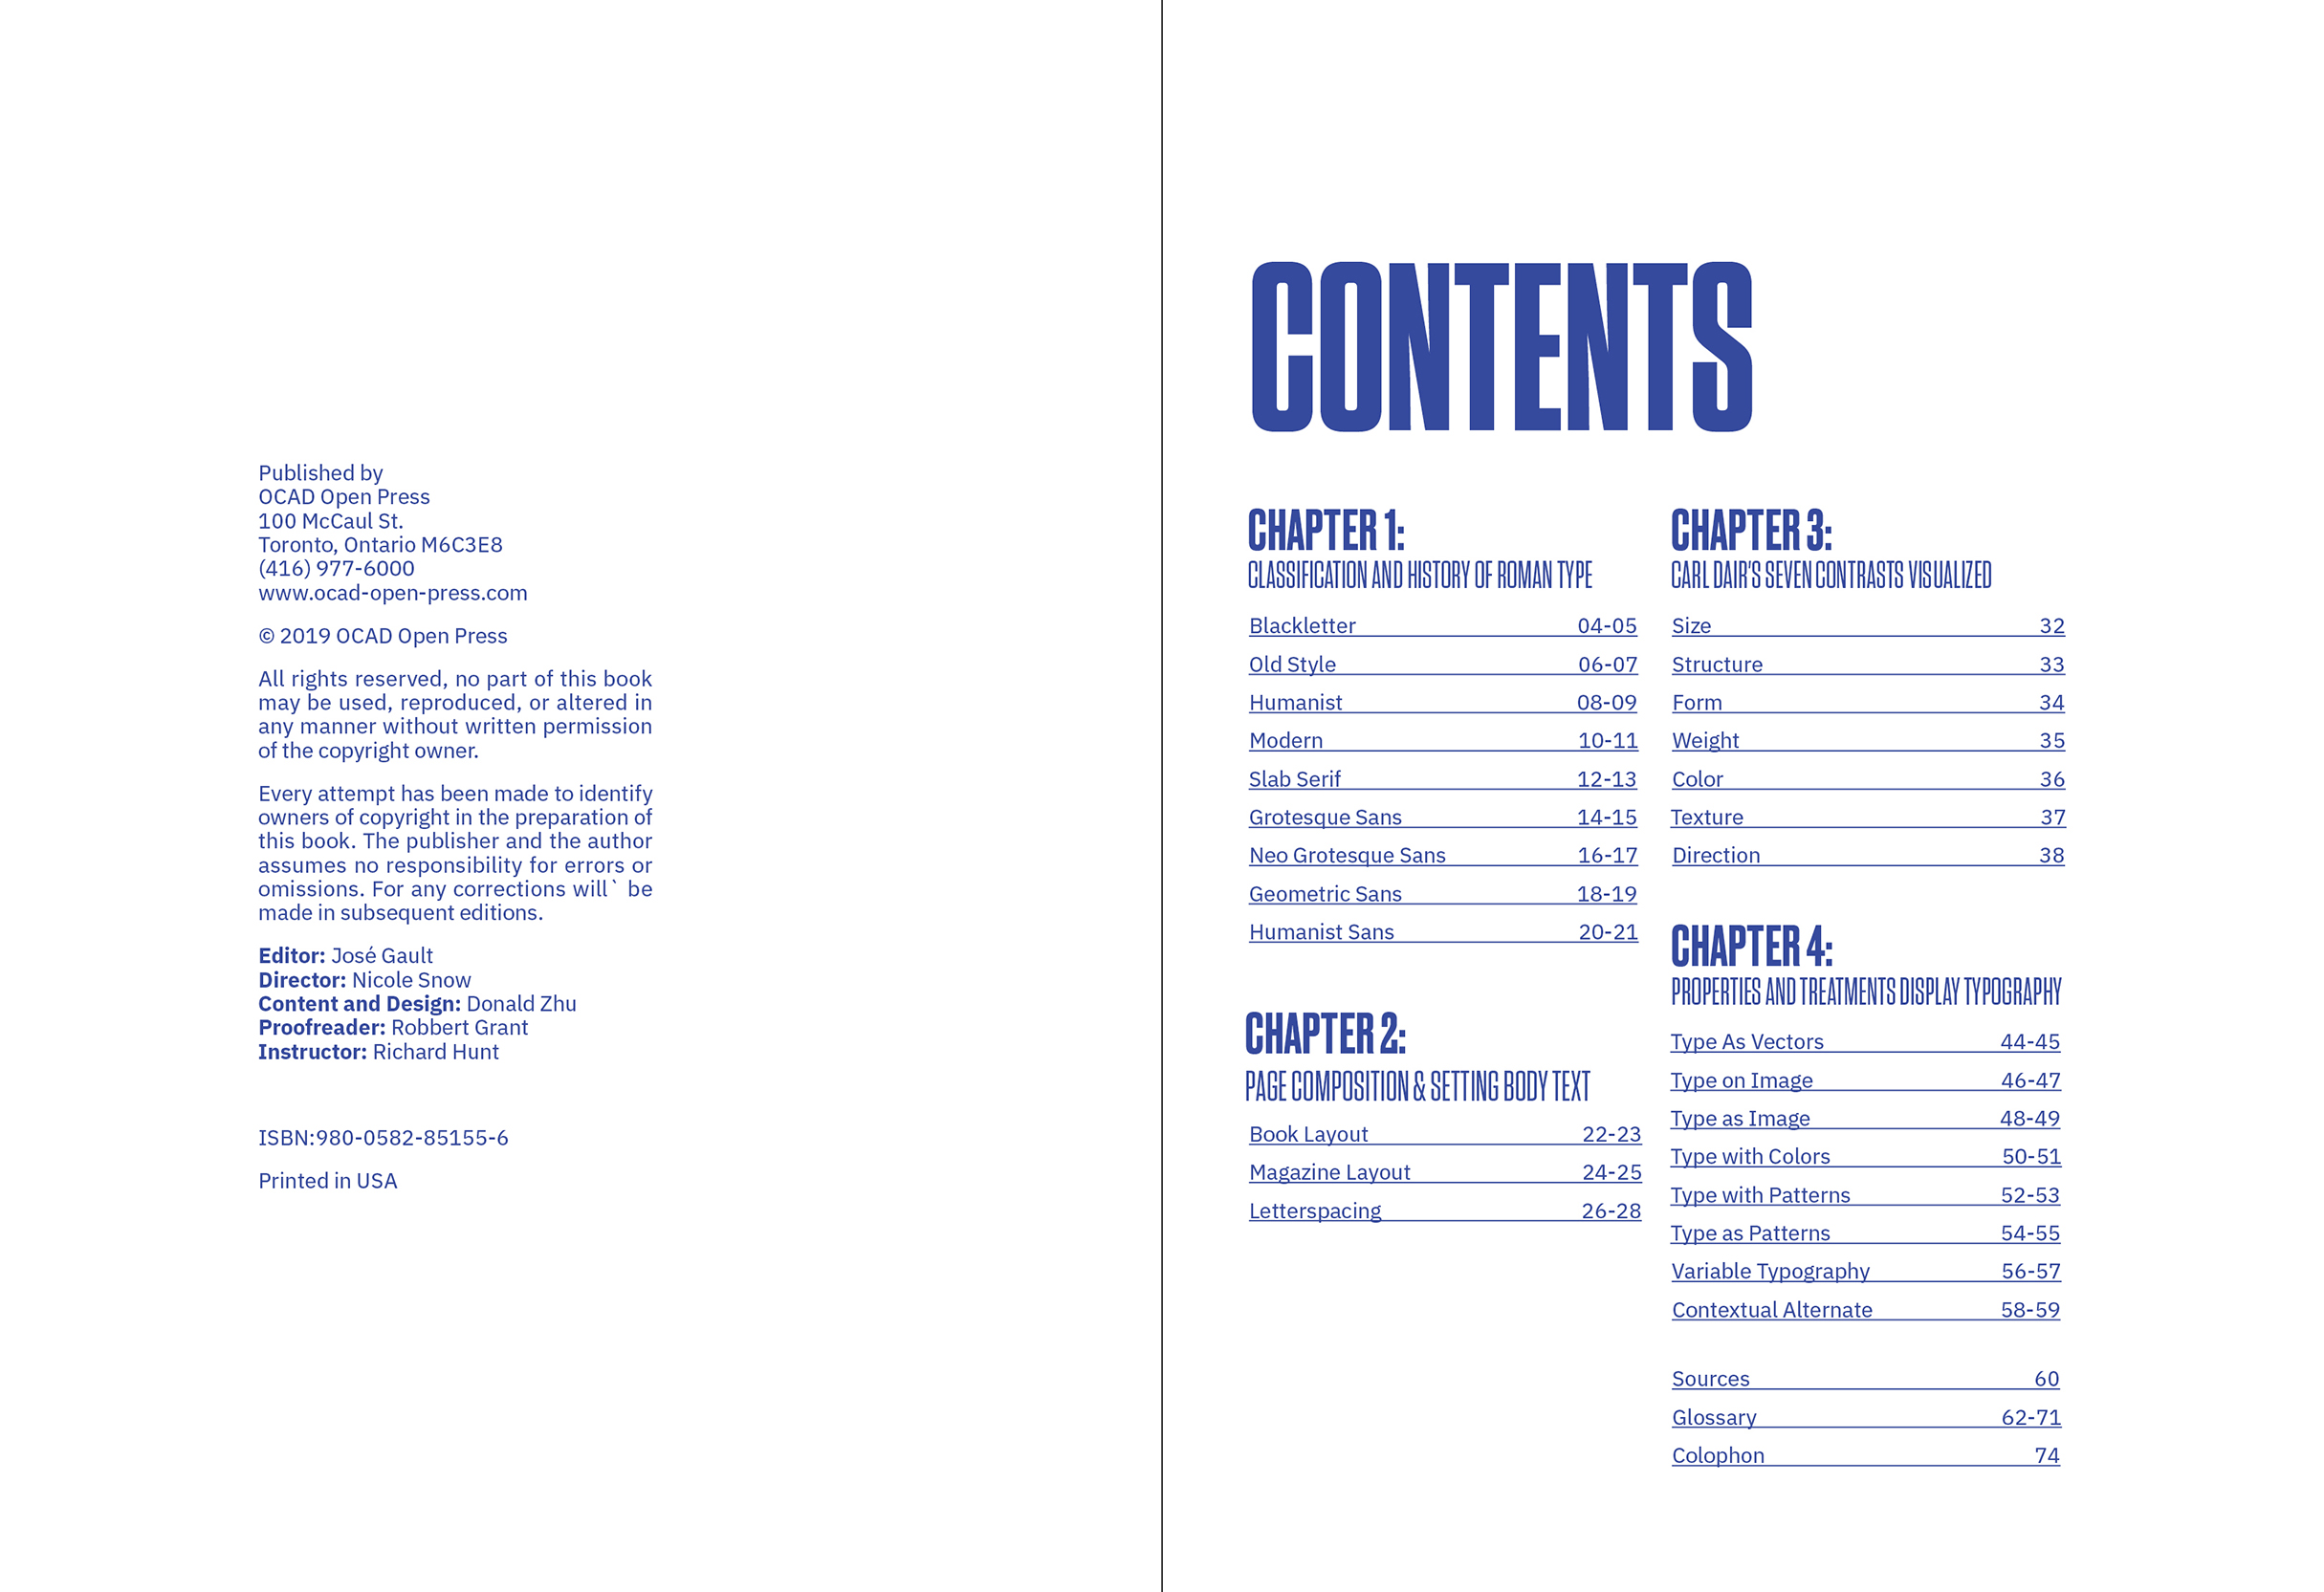 Published by
OCAD Open Press
100 McCaul St.
Toronto, Ontario M6C3E8
(416) 977-6000
www.ocad-open-press.com
© 2019 OCAD Open Press
All rights reserved, no part of this book
may be used, reproduced, or altered in
any manner without written permission
of the copyright owner.
Every attempt has been made to identify
owners of copyright in the preparation of
this book. The publisher and the author
assumes no responsibility for errors or
omissions. For any corrections will` be
made in subsequent editions.
Editor: José Gault
Director: Nicole Snow
Content and Design: Donald Zhu
Proofreader: Robbert Grant
Instructor: Richard Hunt
ISBN:980-0582-85155-6
Printed in USA
CONTENTS
CHAPTER 1:
CLASSIFICATION AND HISTORY OF ROMAN TYPE
Blackletter 04-05
Old Style 06-07
Humanist 08-09
Modern 10-11
Slab Serif 12-13
Grotesque Sans 14-15
Neo Grotesque Sans 16-17
Geometric Sans 18-19
Humanist Sans 20-21
CHAPTER 2:
PAGE COMPOSITION & SETTING BODY TEXT
Book Layout 22-23
Magazine Layout 24-25
Letterspacing 26-28
CHAPTER 3:
CARL DAIR'S SEVEN CONTRASTS VISUALIZED
Size 32
Structure 33
Form 34
Weight 35
Color 36
Texture 37
Direction 38
CHAPTER 4:
PROPERTIES AND TREATMENTS DISPLAY TYPOGRAPHY
Type As Vectors 44-45
Type on Image 46-47
Type as Image 48-49
Type with Colors 50-51
Type with Patterns 52-53
Type as Patterns 54-55
Variable Typography 56-57
Contextual Alternate 58-59
Sources 60
Glossary 62-71
Colophon 74